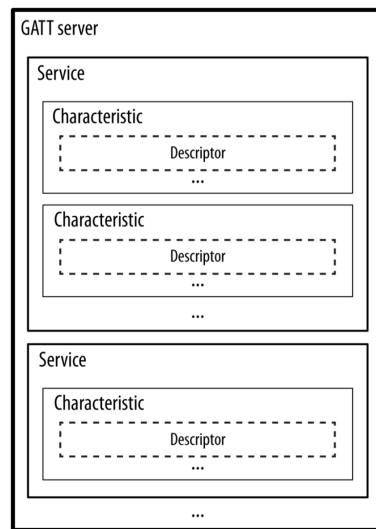 GATT server
Service
Characteristic
Descriptor
...
Characteristic
Descriptor
...
...
Service
Characteristic
Descriptor
...
...